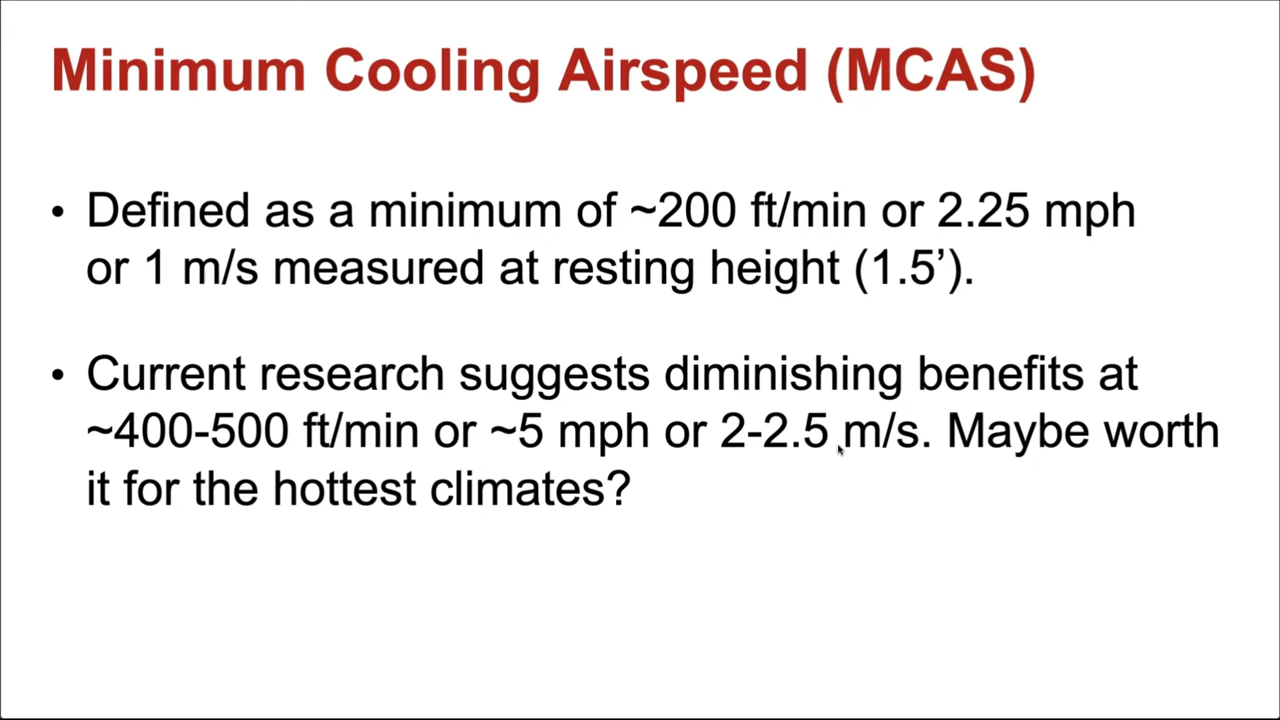 Minimum Cooling Airspeed (MCAS)
• Defined as a minimum of ~200 ft/min or 2.25 mph
or 1 m/s measured at resting height (1.5’).
• Current research suggests diminishing benefits at
~400-500 ft/min or ~5 mph or 2-2.5 m/s. Maybe worth
it for the hottest climates?